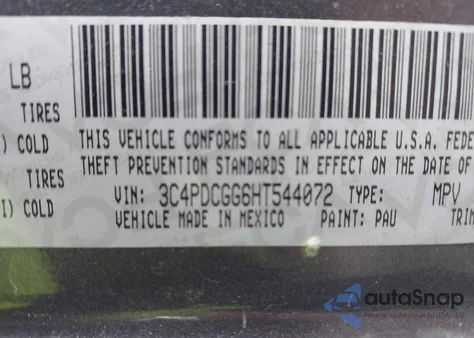 LB
TIRES
) COLD
THIS VEHICLE CONFORMS TO ALL APPLICABLE U.S.A. FEDE
THEFT PREVENTION STANDARDS IN EFFECT ON THE DATE OF
TIRES
I) COLD
VIN: 3C4PDCGG6HT544072 TYPE: MPV
VEHICLE MADE IN MEXICO PAINT: PAU TRIM
autoSnap